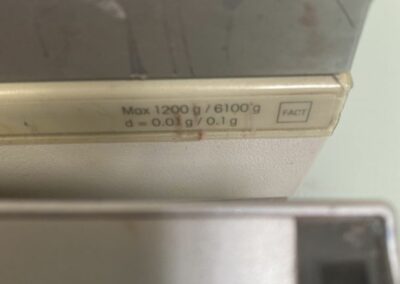 Max 1200 g / 6100 g
d = 0.01 g / 0.1 g
FACT